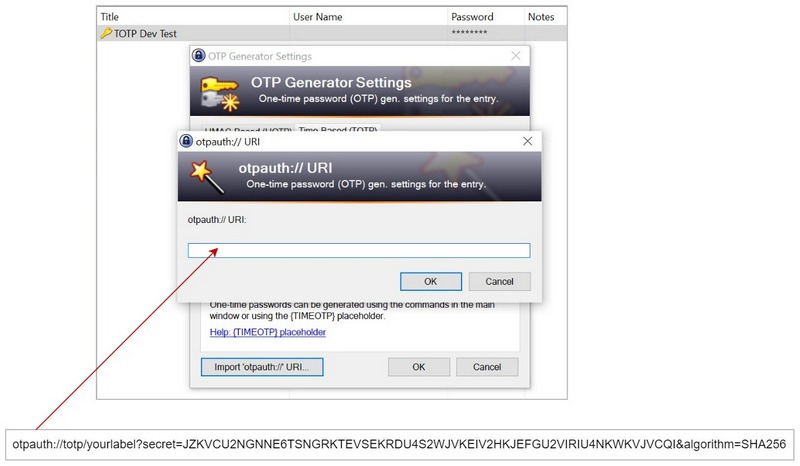 Title User Name Password Notes
TOTP Dev Test ********
OTP Generator Settings
OTP Generator Settings
One-time password (OTP) gen. settings for the entry.
HMAC-Based (HOTP) Time-Based (TOTP)
otpauth:// URI
otpauth:// URI
One-time password (OTP) gen. settings for the entry.
otpauth:// URI:
OK Cancel
One-time passwords can be generated using the commands in the main
window or using the {TIMEOTP} placeholder.
Help: {TIMEOTP} placeholder
Import 'otpauth://' URI... OK Cancel
otpauth://totp/yourlabel?secret=JZKVCU2NGNNE6TSNGRKTEVSEKRDU4S2WJVKEIV2HKJEFGU2VIRIU4NKWKVJVCQI&algorithm=SHA256